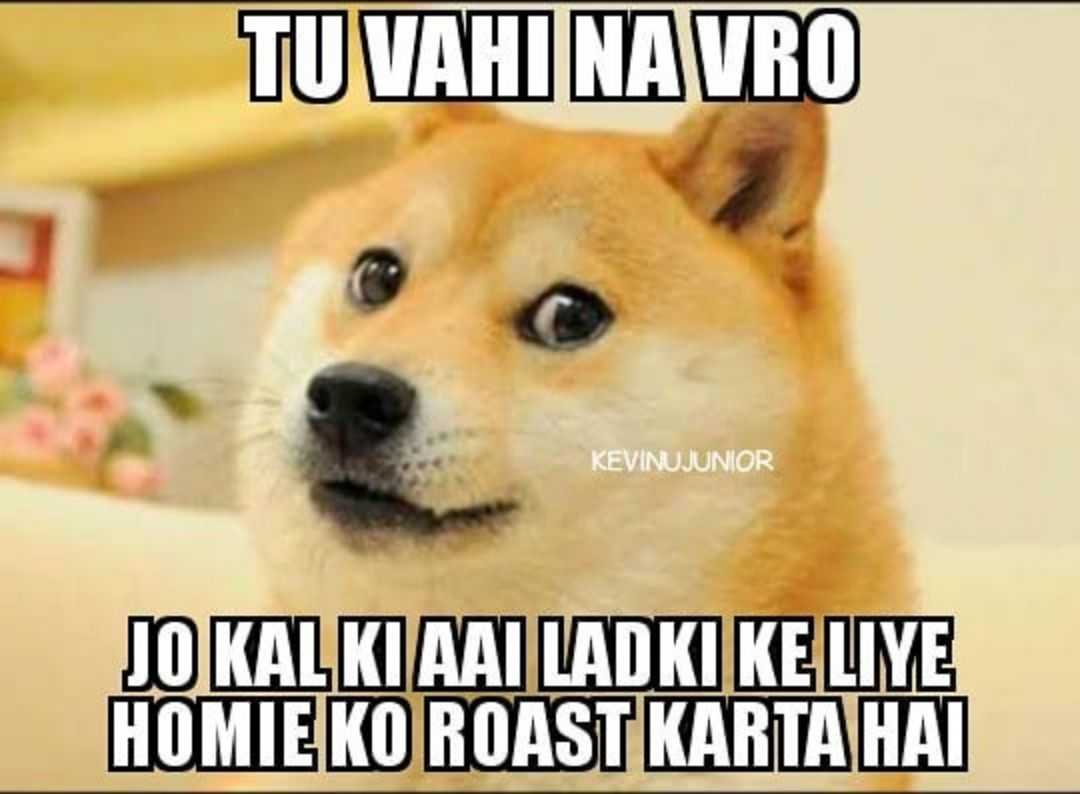 TU VAHI NA VRO
KEVINUJUNIOR
JO KAL KI AAI LADKI KE LIYE
HOMIE KO ROAST KARTA HAI